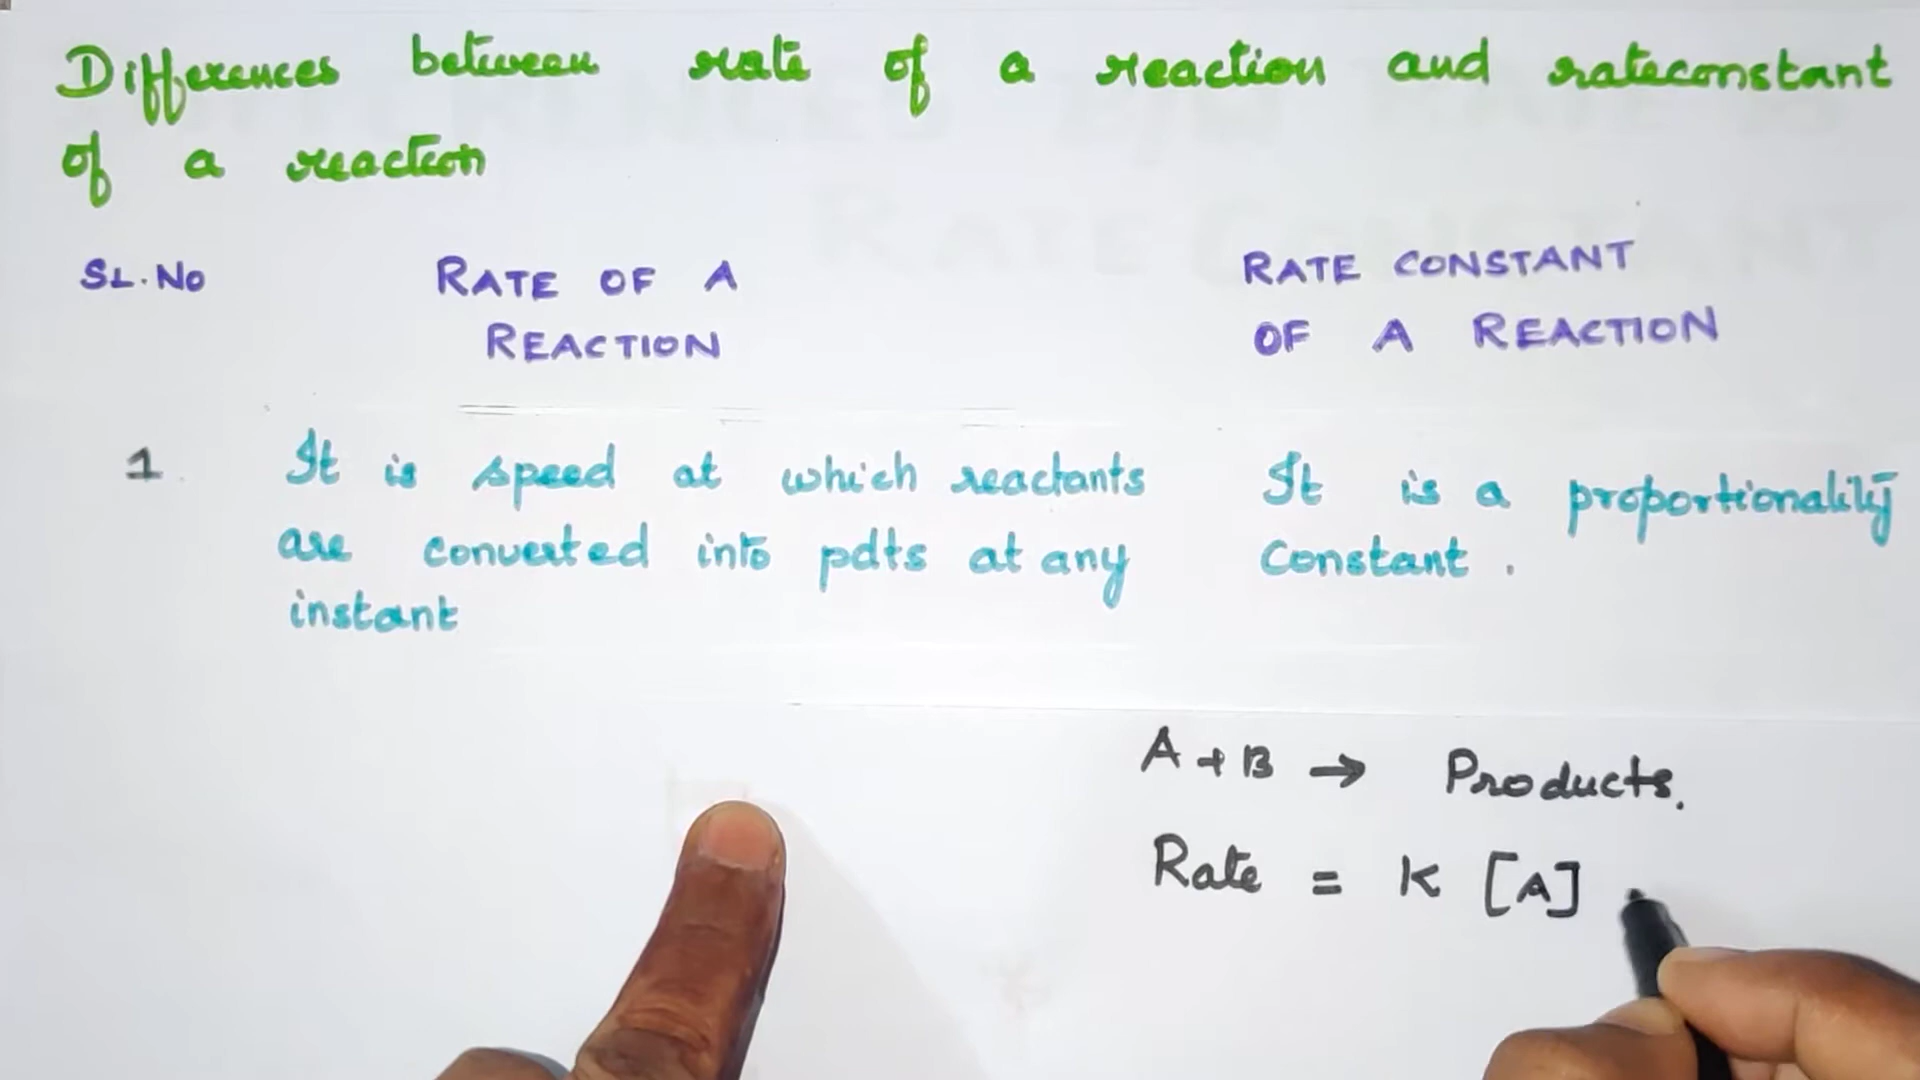 Differences between rate of a reaction and rateconstant
of a reaction
SL.No RATE OF A REACTION RATE CONSTANT OF A REACTION
1 It is speed at which reactants
are converted into pdts at any
instant
It is a proportionality
Constant.
A + B → Products.
Rate = K [A]